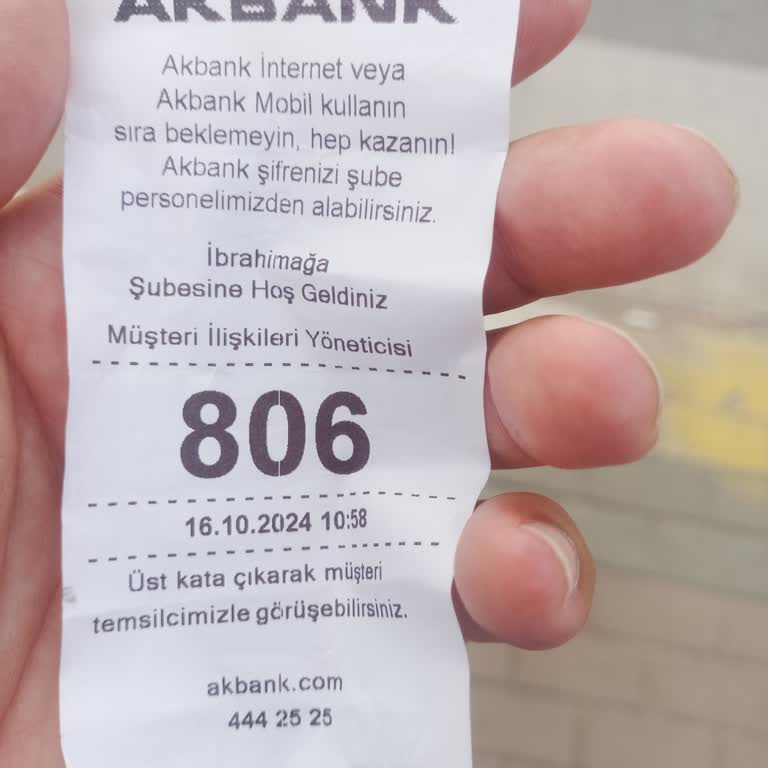 AKBANK
Akbank İnternet veya
Akbank Mobil kullanın
sıra beklemeyin, hep kazanın!
Akbank şifrenizi şube
personelimizden alabilirsiniz.
İbrahimağa
Şubesine Hoş Geldiniz
Müşteri İlişkileri Yöneticisi
806
16.10.2024 10:58
Üst kata çıkarak müşteri
temsilcimizle görüşebilirsiniz.
akbank.com
444 25 25